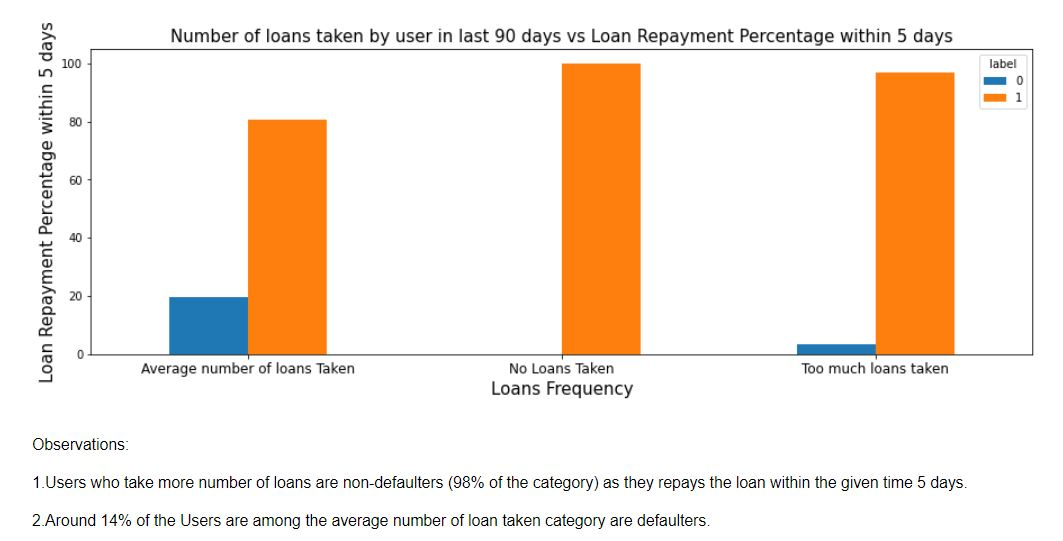 Number of loans taken by user in last 90 days vs Loan Repayment Percentage within 5 days
Loan Repayment Percentage within 5 days
100
80
60
40
20
0
label
0
1
Average number of loans Taken
No Loans Taken
Too much loans taken
Loans Frequency
Observations:
1.Users who take more number of loans are non-defaulters (98% of the category) as they repays the loan within the given time 5 days.
2.Around 14% of the Users are among the average number of loan taken category are defaulters.